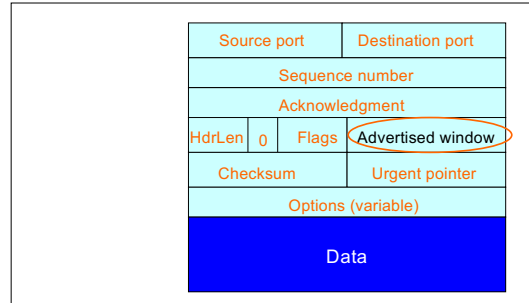 Source port Destination port
Sequence number
Acknowledgment
HdrLen 0 Flags Advertised window
Checksum Urgent pointer
Options (variable)
Data